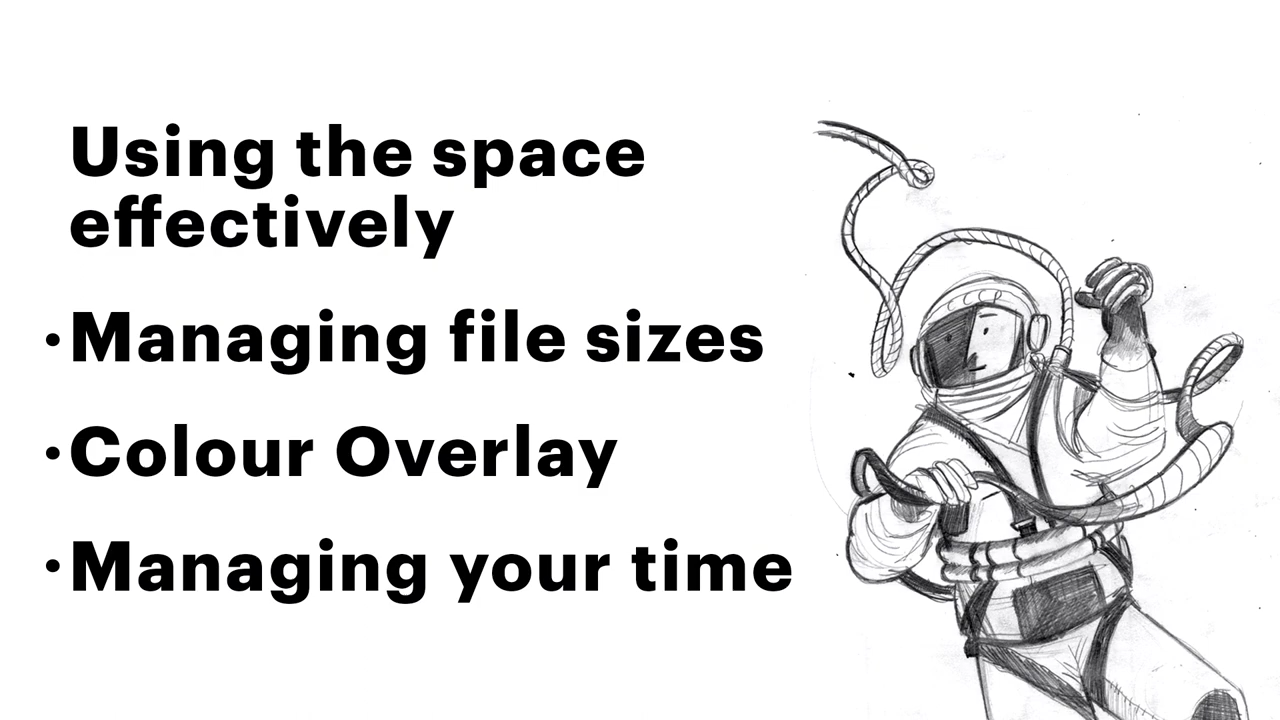 Using the space
effectively
·Managing file sizes
·Colour Overlay
·Managing your time